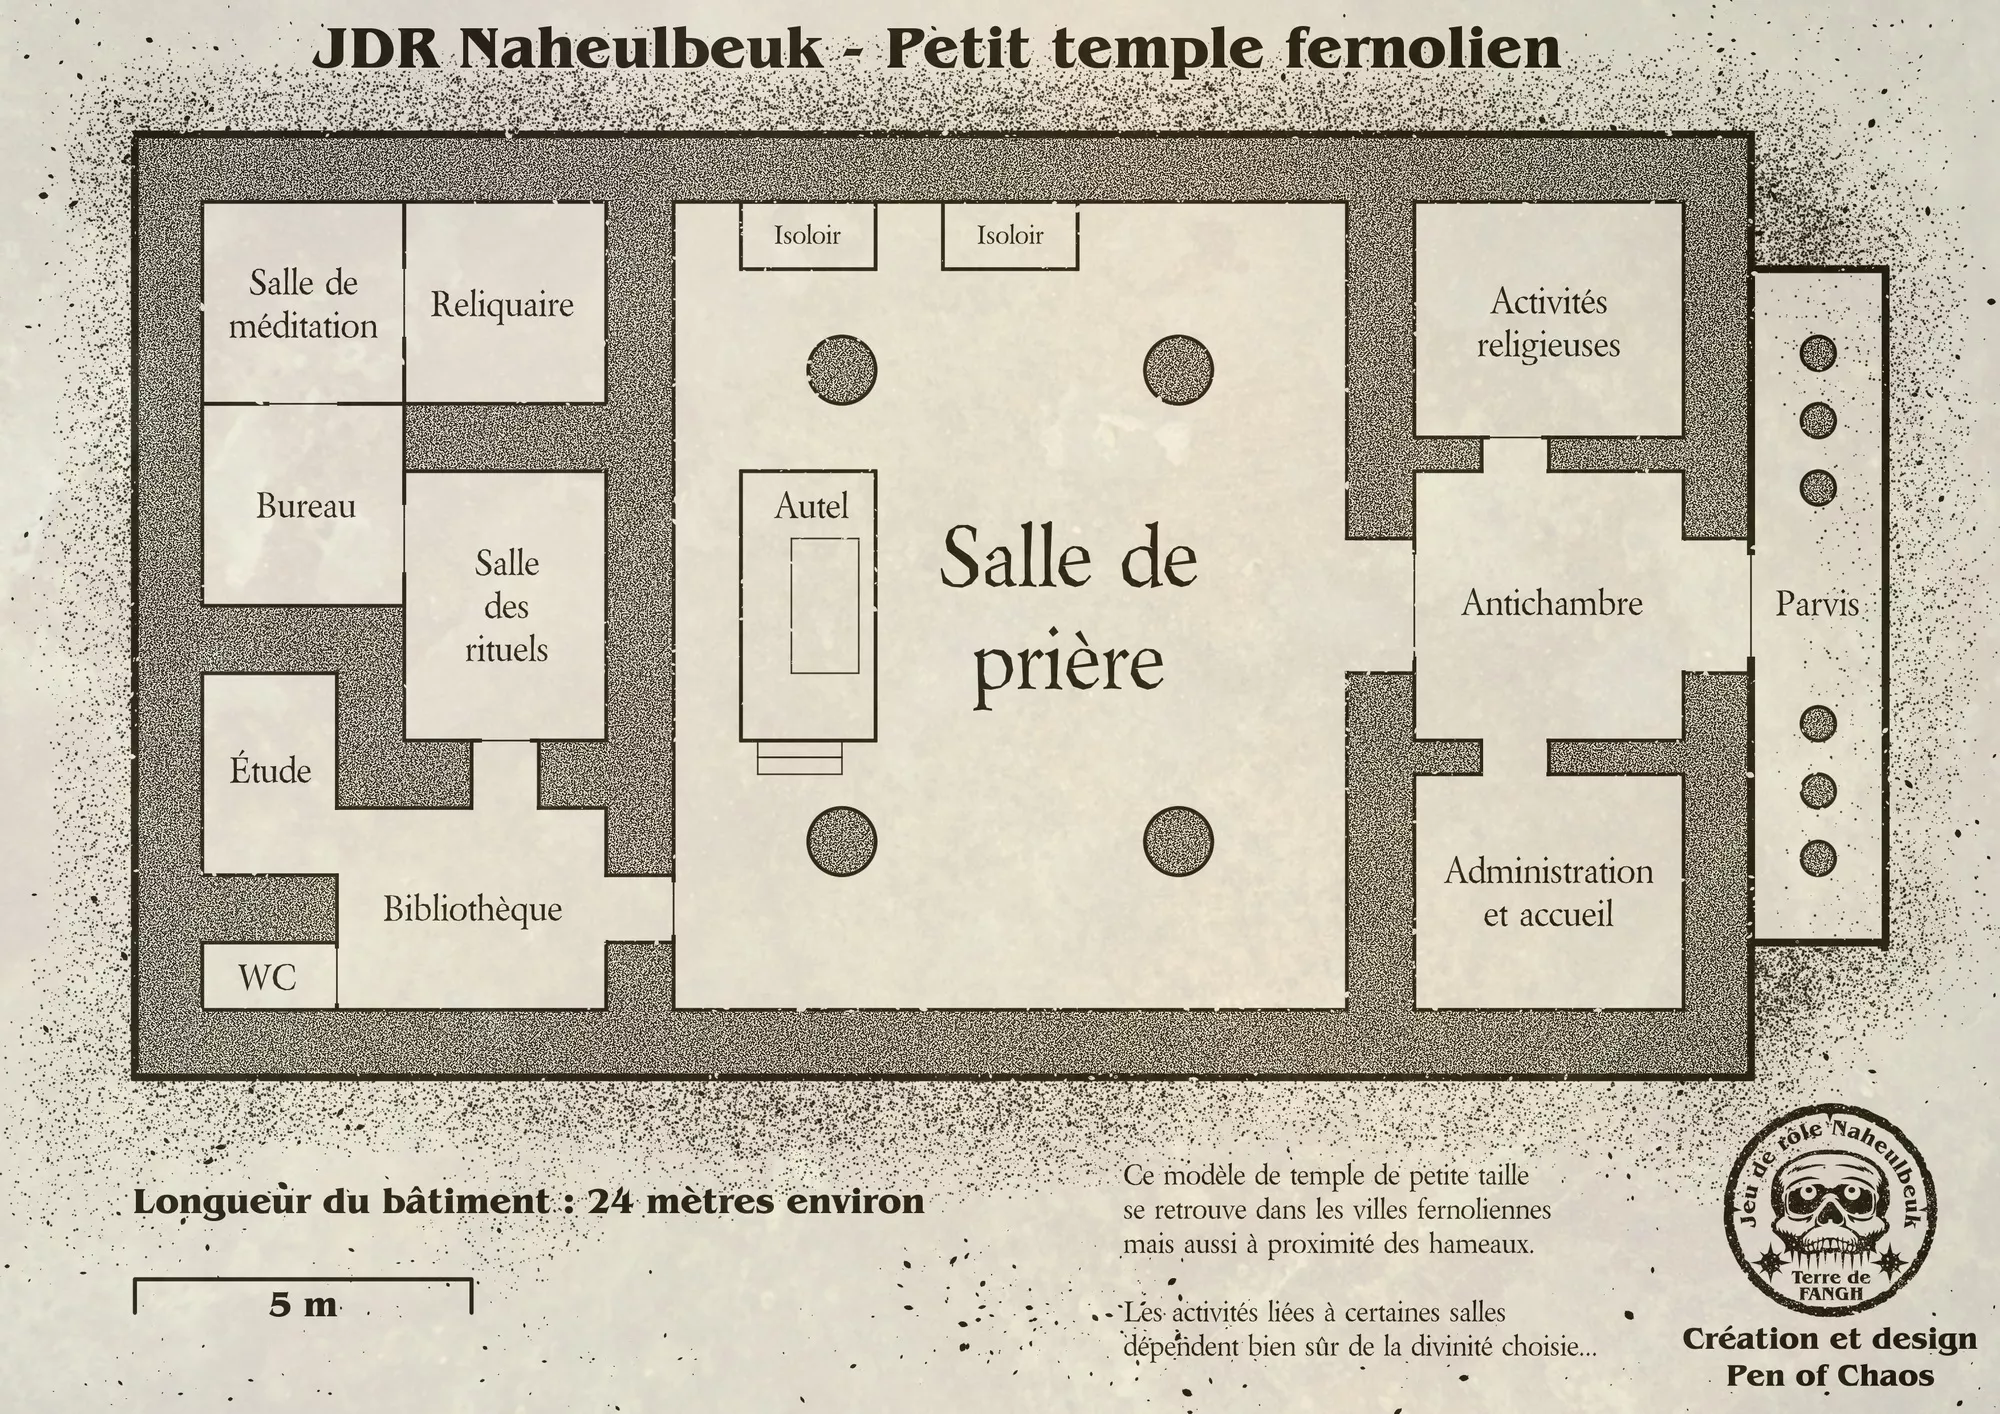 JDR Naheulbeuk - Petit temple fernolien
Isoloir
Isoloir
Salle de
méditation
Reliquaire
Activités
religieuses
Bureau
Autel
Salle de
prière
Salle
des
rituels
Antichambre
Parvis
Étude
Administration
et accueil
Bibliothèque
WC
Longueur du bâtiment : 24 mètres environ
5 m
Ce modèle de temple de petite taille
se retrouve dans les villes fernoliennes
mais aussi à proximité des hameaux.
Les activités liées à certaines salles
dépendent bien sûr de la divinité choisie...
Jeu de rôle Naheulbeuk
Terre de
FANGH
Création et design
Pen of Chaos